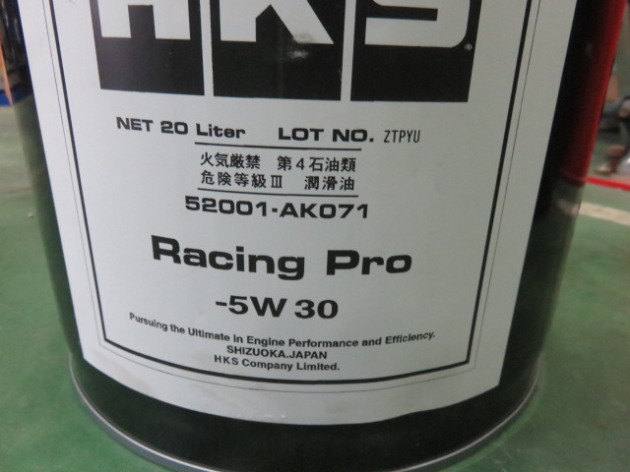 HKS
NET 20 Liter LOT NO. ZTPYU
火気厳禁 第4石油類
危険等級Ⅲ 潤滑油
52001-AK071
Racing Pro
-5W30
Pursuing the Ultimate in Engine Performance and Efficiency.
SHIZUOKA.JAPAN
HKS Company Limited.